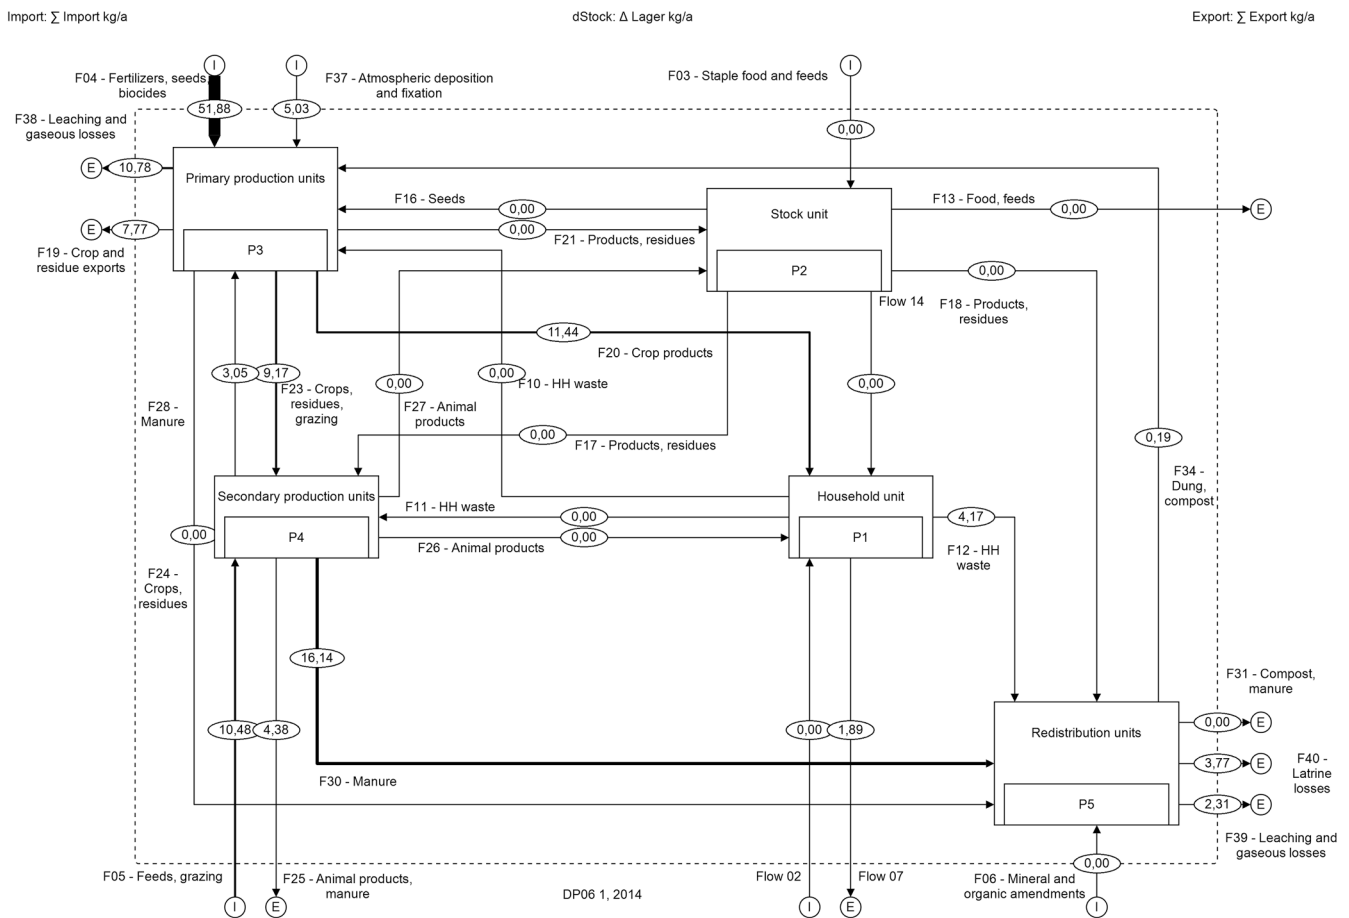 Import: ∑ Import kg/a
dStock: Δ Lager kg/a
Export: ∑ Export kg/a
I
I
I
F04 - Fertilizers, seeds,
biocides
F37 - Atmospheric deposition
and fixation
F03 - Staple food and feeds
51,88
5,03
0,00
F38 - Leaching and
gaseous losses
E
10,78
Primary production units
F16 - Seeds
0,00
Stock unit
F13 - Food, feeds
0,00
E
E
7,77
0,00
F21 - Products, residues
F19 - Crop and
residue exports
P3
P2
0,00
Flow 14
F18 - Products,
residues
11,44
F20 - Crop products
3,05
9,17
0,00
0,00
0,00
F10 - HH waste
F23 - Crops,
residues,
grazing
F27 - Animal
products
F28 -
Manure
0,00
F17 - Products, residues
0,19
F34 -
Dung,
compost
Secondary production units
F11 - HH waste
0,00
Household unit
4,17
P4
0,00
F26 - Animal products
0,00
P1
F12 - HH
waste
F24 -
Crops,
residues
16,14
F31 - Compost,
manure
10,48
4,38
0,00
1,89
Redistribution units
0,00
E
3,77
E
F40 -
Latrine
losses
F30 - Manure
P5
2,31
E
F39 - Leaching and
gaseous losses
0,00
F05 - Feeds, grazing
F25 - Animal products,
manure
DP06 1, 2014
Flow 02
Flow 07
F06 - Mineral and
organic amendments
I
E
I
E
I